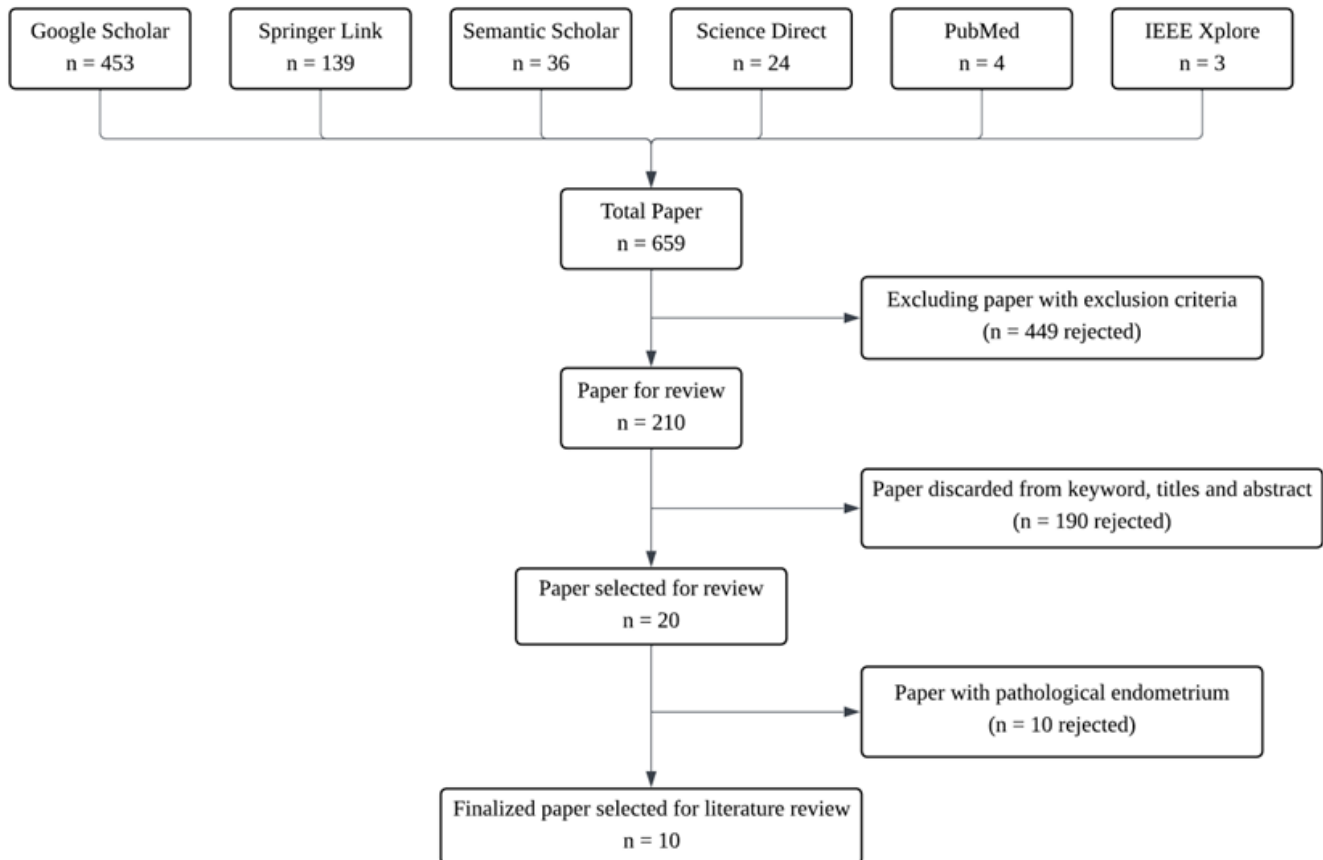 Google Scholar
n = 453
Springer Link
n = 139
Semantic Scholar
n = 36
Science Direct
n = 24
PubMed
n = 4
IEEE Xplore
n = 3
Total Paper
n = 659
Excluding paper with exclusion criteria
(n = 449 rejected)
Paper for review
n = 210
Paper discarded from keyword, titles and abstract
(n = 190 rejected)
Paper selected for review
n = 20
Paper with pathological endometrium
(n = 10 rejected)
Finalized paper selected for literature review
n = 10